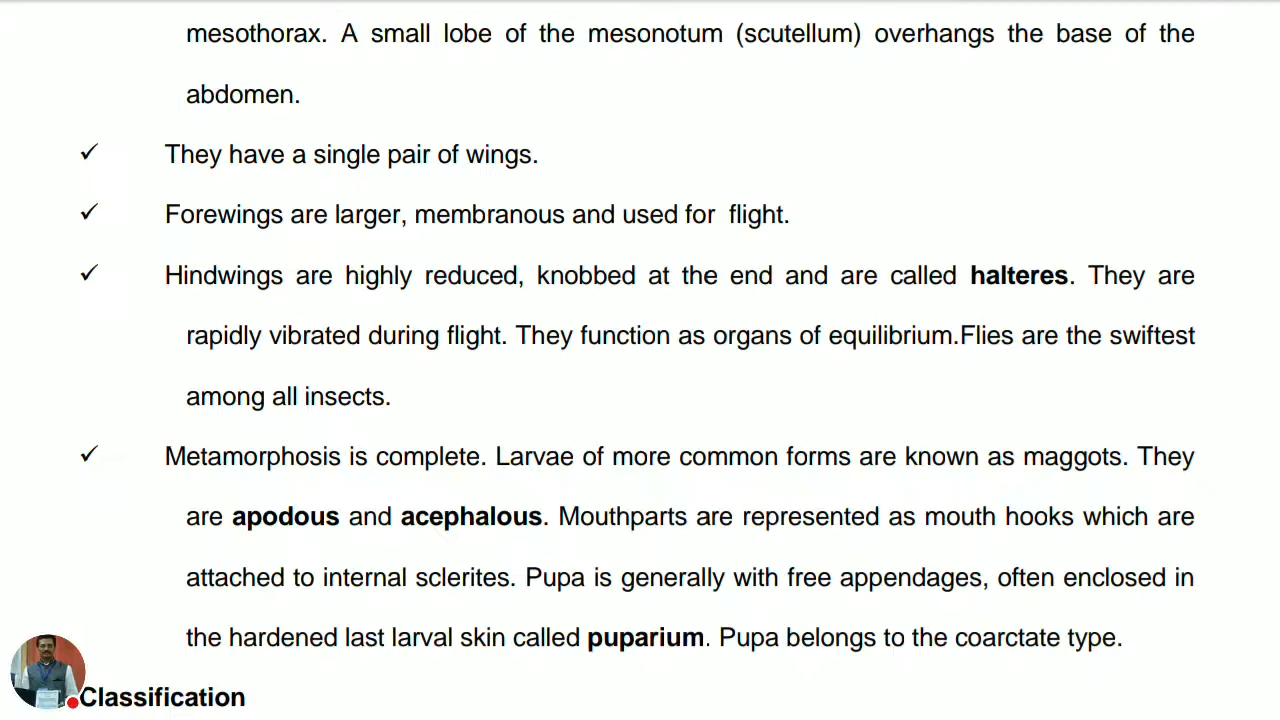 mesothorax. A small lobe of the mesonotum (scutellum) overhangs the base of the
abdomen.
✓ They have a single pair of wings.
✓ Forewings are larger, membranous and used for  flight.
✓ Hindwings are highly reduced, knobbed at the end and are called halteres. They are
rapidly vibrated during flight. They function as organs of equilibrium.Flies are the swiftest
among all insects.
✓ Metamorphosis is complete. Larvae of more common forms are known as maggots. They
are apodous and acephalous. Mouthparts are represented as mouth hooks which are
attached to internal sclerites. Pupa is generally with free appendages, often enclosed in
the hardened last larval skin called puparium. Pupa belongs to the coarctate type.
Classification